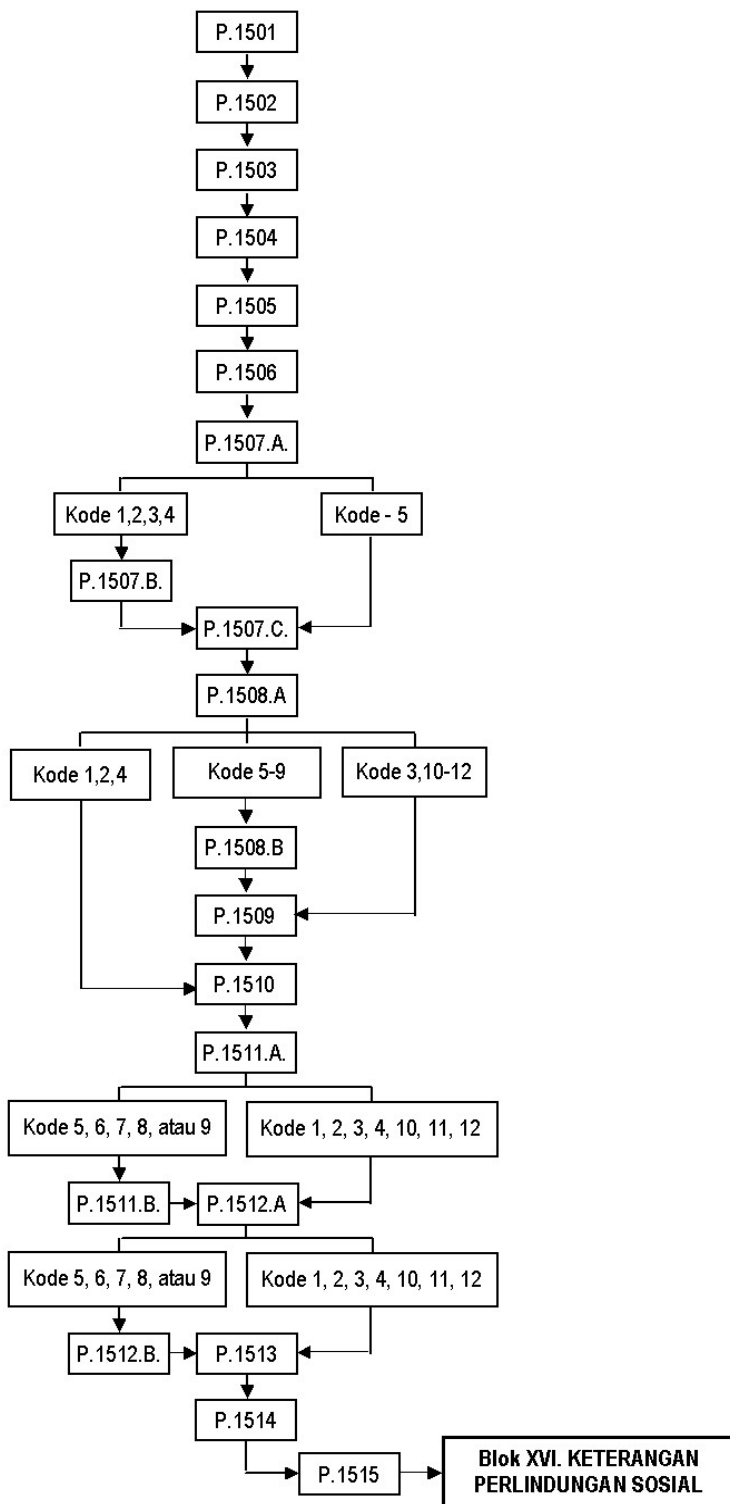 P.1501
P.1502
P.1503
P.1504
P.1505
P.1506
P.1507.A.
Kode 1,2,3,4
Kode - 5
P.1507.B.
P.1507.C.
P.1508.A
Kode 1,2,4
Kode 5-9
Kode 3,10-12
P.1508.B
P.1509
P.1510
P.1511.A.
Kode 5, 6, 7, 8, atau 9
Kode 1, 2, 3, 4, 10, 11, 12
P.1511.B.
P.1512.A
Kode 5, 6, 7, 8, atau 9
Kode 1, 2, 3, 4, 10, 11, 12
P.1512.B.
P.1513
P.1514
P.1515
Blok XVI. KETERANGAN
PERLINDUNGAN SOSIAL